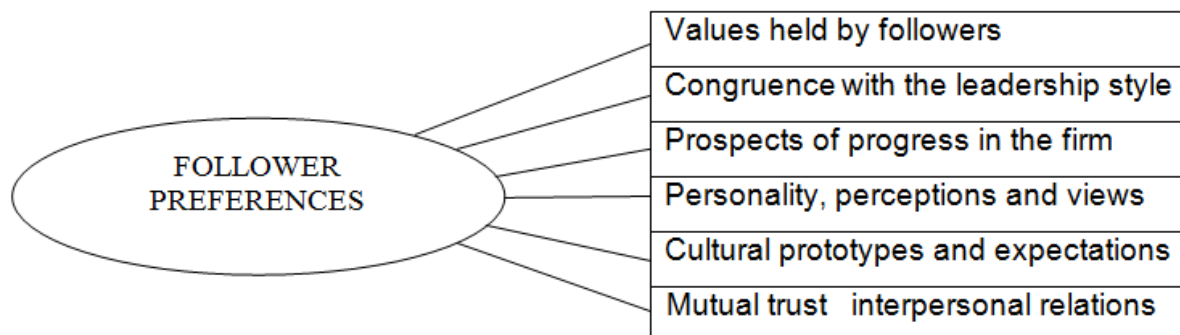 FOLLOWER
PREFERENCES
Values held by followers
Congruence with the leadership style
Prospects of progress in the firm
Personality, perceptions and views
Cultural prototypes and expectations
Mutual trust   interpersonal relations